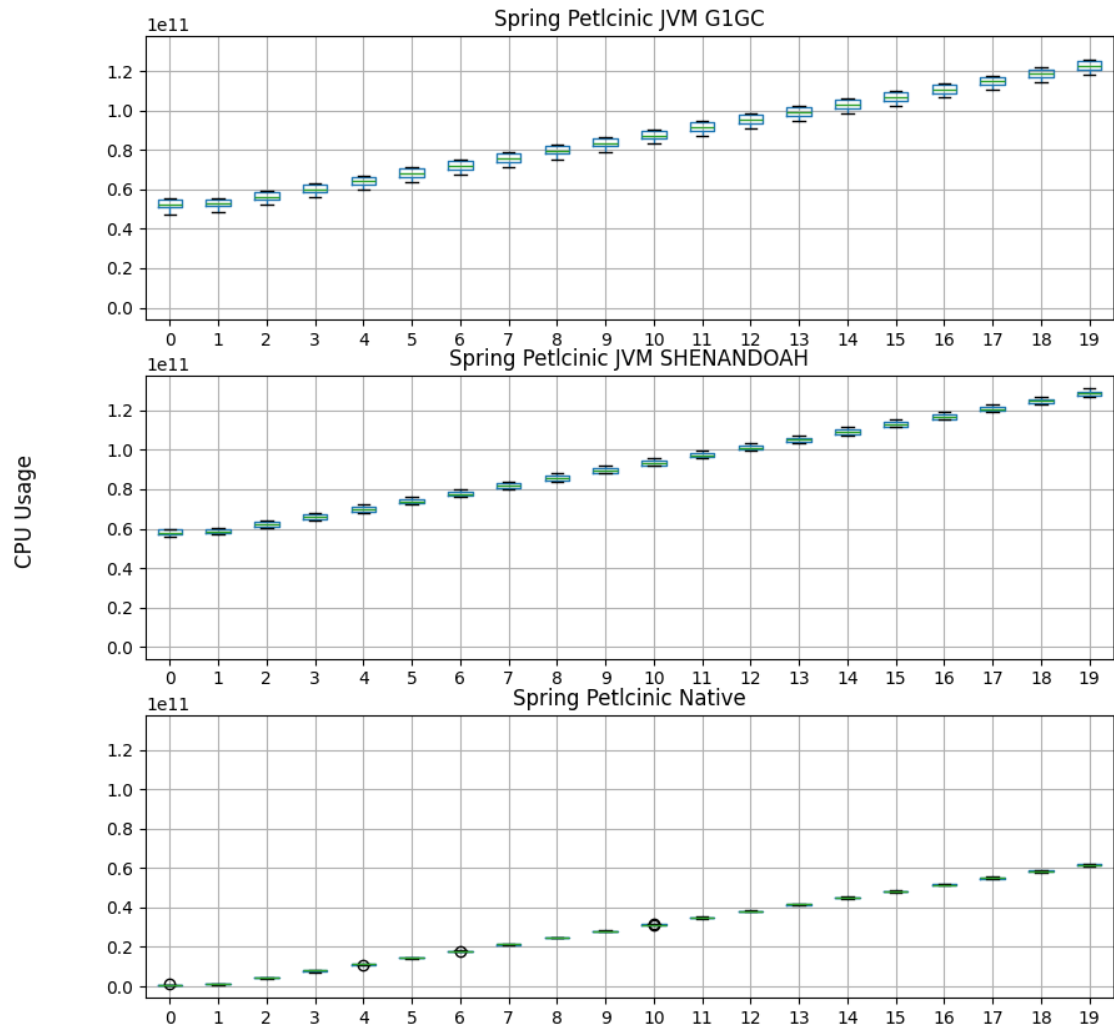 Spring Petlcinic JVM G1GC
1e11
1.2
1.0
0.8
0.6
0.4
0.2
0.0
0 1 2 3 4 5 6 7 8 9 10 11 12 13 14 15 16 17 18 19
Spring Petlcinic JVM SHENANDOAH
1e11
1.2
1.0
0.8
0.6
0.4
0.2
0.0
CPU Usage
0 1 2 3 4 5 6 7 8 9 10 11 12 13 14 15 16 17 18 19
Spring Petlcinic Native
1e11
1.2
1.0
0.8
0.6
0.4
0.2
0.0
0 1 2 3 4 5 6 7 8 9 10 11 12 13 14 15 16 17 18 19